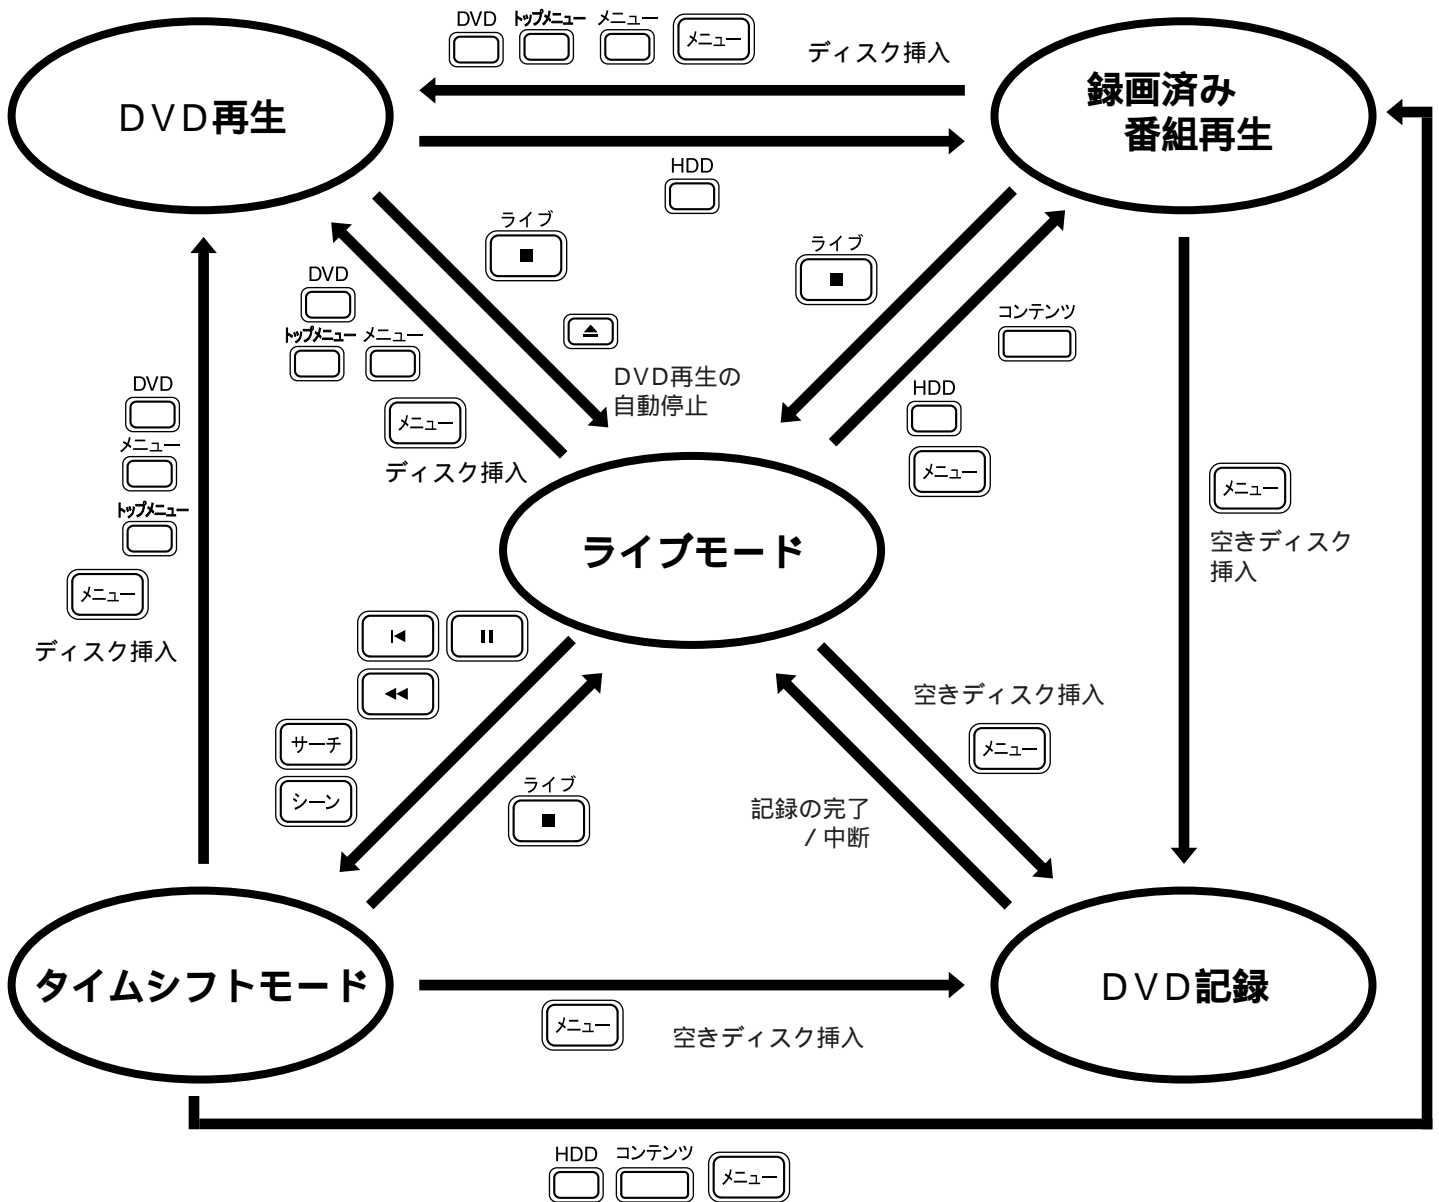 DVD トップメニュー メニュー
メニュー
ディスク挿入
DVD再生
録画済み
番組再生
HDD
ライブ
ライブ
DVD
トップメニュー メニュー
コンテンツ
DVD再生の
自動停止
メニュー
ディスク挿入
HDD
メニュー
DVD
メニュー
トップメニュー
メニュー
ディスク挿入
ライブモード
メニュー
空きディスク
挿入
サーチ
シーン
ライブ
空きディスク挿入
メニュー
記録の完了
/ 中断
タイムシフトモード
DVD記録
メニュー
空きディスク挿入
HDD コンテンツ
メニュー